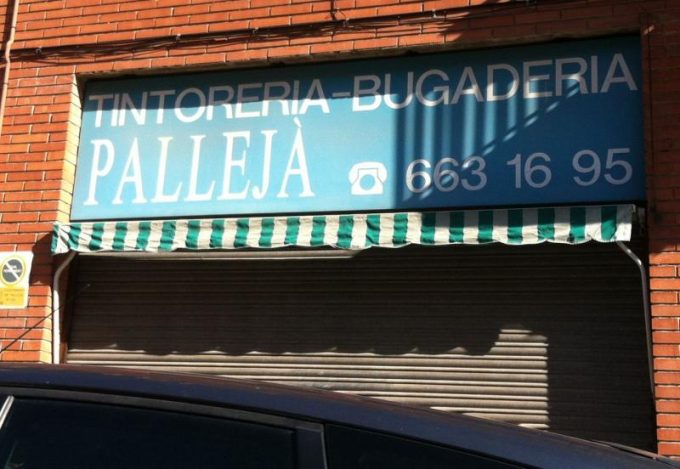 TINTORERIA-BUGADERIA
PALLEJÀ ☎ 663 16 95